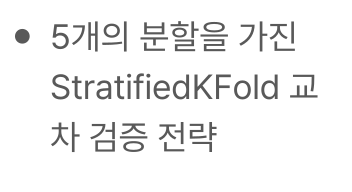 • 5개의 분할을 가진
StratifiedKFold 교
차 검증 전략